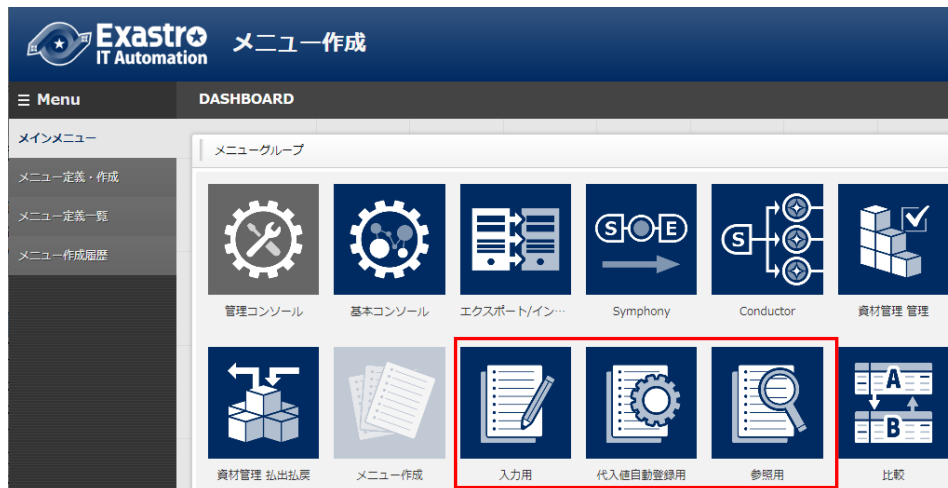 Exastro
IT Automation
メニュー作成
Menu
DASHBOARD
メインメニュー
メニュー定義・作成
メニュー定義一覧
メニュー作成履歴
メニューグループ
管理コンソール
基本コンソール
エクスポート/イン…
S O E
Symphony
S
Conductor
資材管理 管理
資材管理 払出払戻
メニュー作成
入力用
代入値自動登録用
参照用
A
B
比較